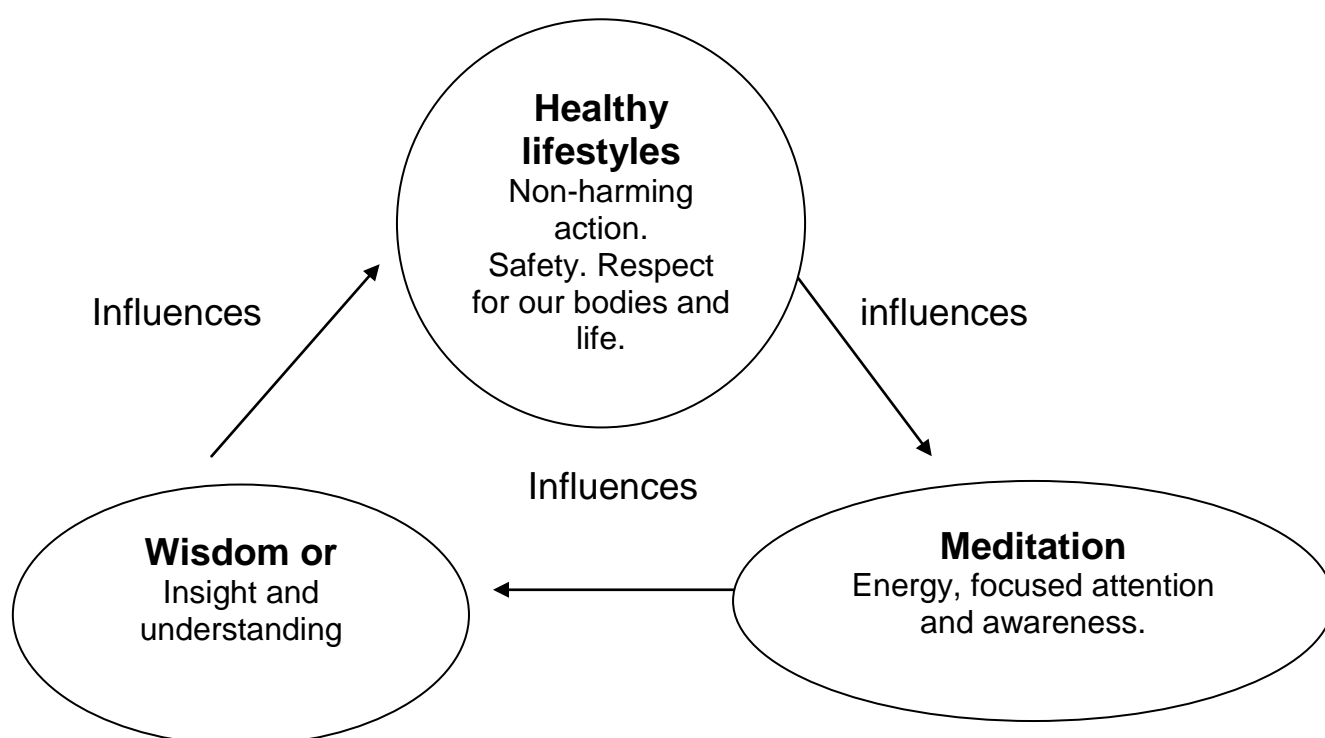 Healthy
lifestyles
Non-harming
action.
Safety. Respect
for our bodies and
life.
Influences
influences
Influences
Wisdom or
Insight and
understanding
Meditation
Energy, focused attention
and awareness.